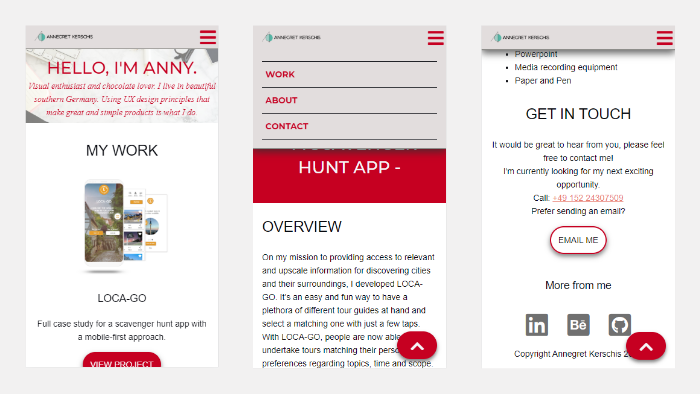 ANNEGRET KERSCHIS
HELLO, I'M ANNY.
Visual enthusiast and chocolate lover. I live in beautiful
southern Germany. Using UX design principles that
make great and simple products is what I do.
MY WORK
LOCA-GO
Full case study for a scavenger hunt app with
a mobile-first approach.
VIEW PROJECT
ANNEGRET KERSCHIS
WORK
ABOUT
CONTACT
HUNT APP -
OVERVIEW
On my mission to providing access to relevant
and upscale information for discovering cities
and their surroundings, I developed LOCA-
GO. It's an easy and fun way to have a
plethora of different tour guides at hand and
select a matching one with just a few taps.
With LOCA-GO, people are now able
undertake tours matching their
preferences regarding topics, time and scope.
ANNEGRET KERSCHIS
Powerpoint
Media recording equipment
Paper and Pen
GET IN TOUCH
It would be great to hear from you, please feel
free to contact me!
I'm currently looking for my next exciting
opportunity.
Call: +49 152 24307509
Prefer sending an email?
EMAIL ME
More from me
in Bē
Copyright Annegret Kerschis